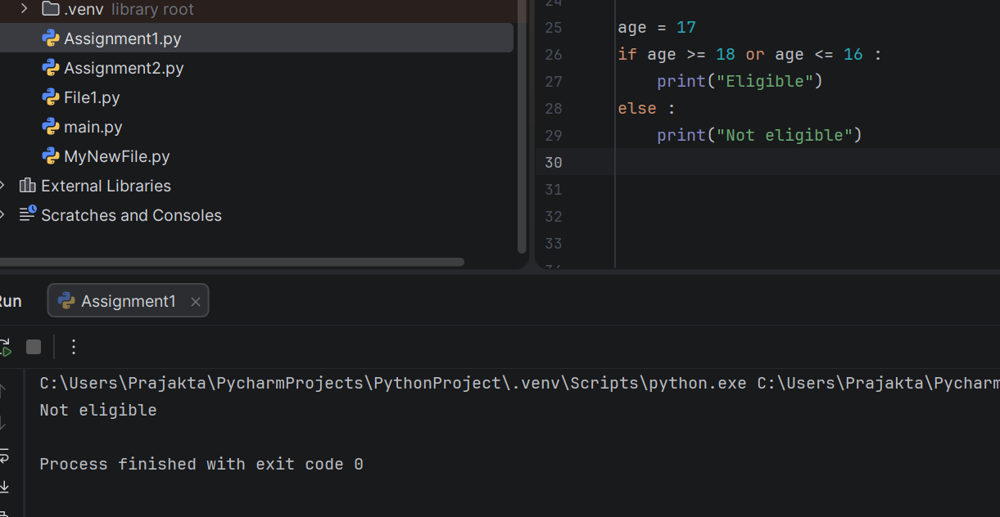 .venv library root
Assignment1.py
Assignment2.py
File1.py
main.py
MyNewFile.py
External Libraries
Scratches and Consoles
24
25 age = 17
26 if age >= 18 or age <= 16 :
27 print("Eligible")
28 else :
29 print("Not eligible")
30
31
32
33
Run
Assignment1
C:\Users\Prajakta\PycharmProjects\PythonProject\.venv\Scripts\python.exe C:\Users\Prajakta\Pycharm
Not eligible
Process finished with exit code 0